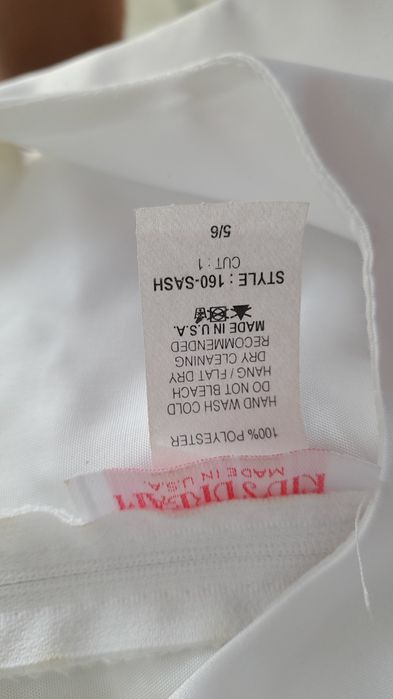 KID'S DREAM
MADE IN U.S.A.
100% POLYESTER
HAND WASH COLD
DO NOT BLEACH
HANG / FLAT DRY
DRY CLEANING
RECOMMENDED
MADE IN U.S.A.
STYLE : 160-SASH
CUT : 1
5/6